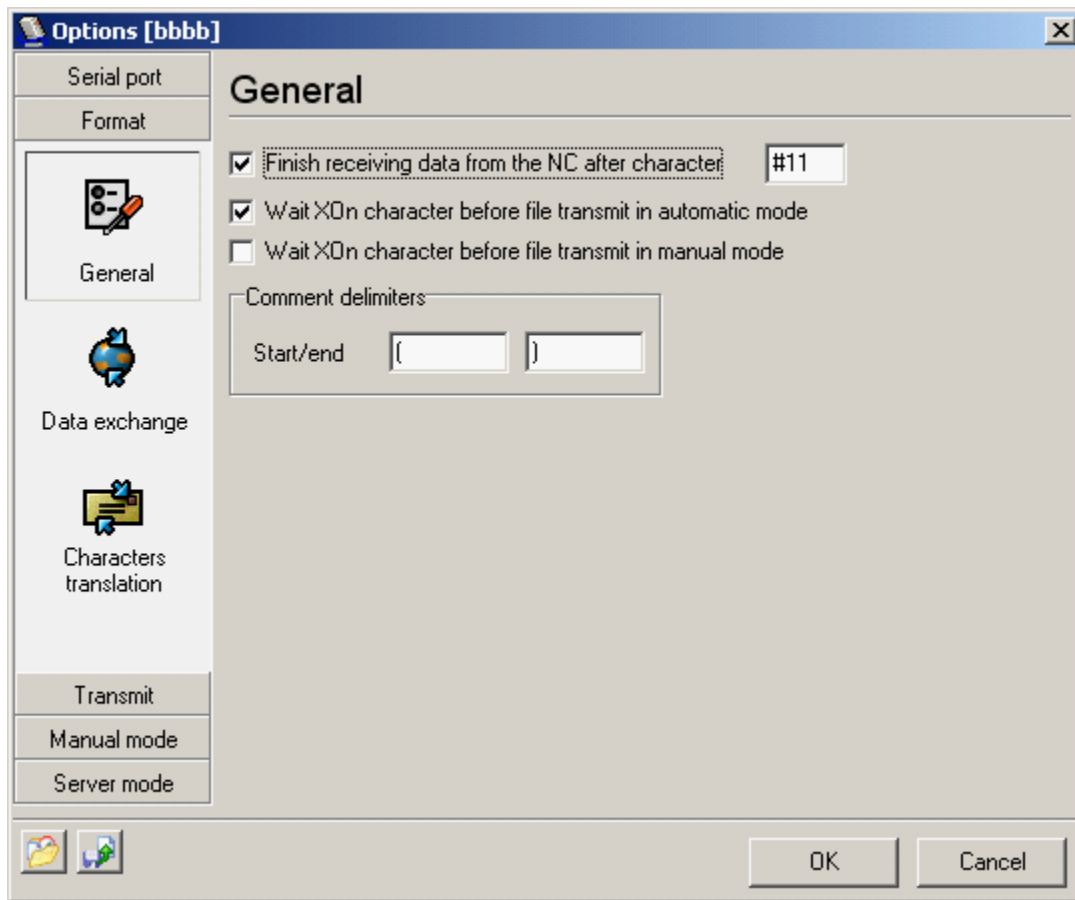 Options [bbbb]
Serial port
Format
General
Data exchange
Characters
translation
Transmit
Manual mode
Server mode
General
Finish receiving data from the NC after character #11
Wait XOn character before file transmit in automatic mode
Wait XOn character before file transmit in manual mode
Comment delimiters
Start/end ( )
OK Cancel